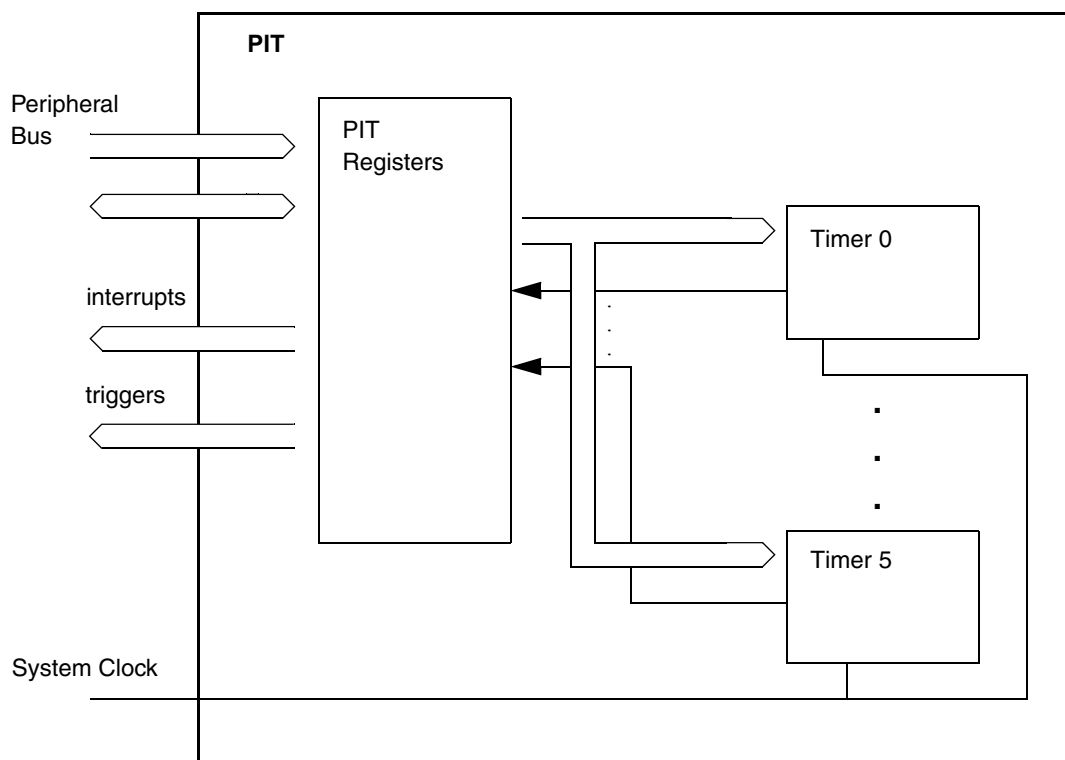 PIT
Peripheral
Bus
PIT
Registers
Timer 0
interrupts
triggers
Timer 5
System Clock